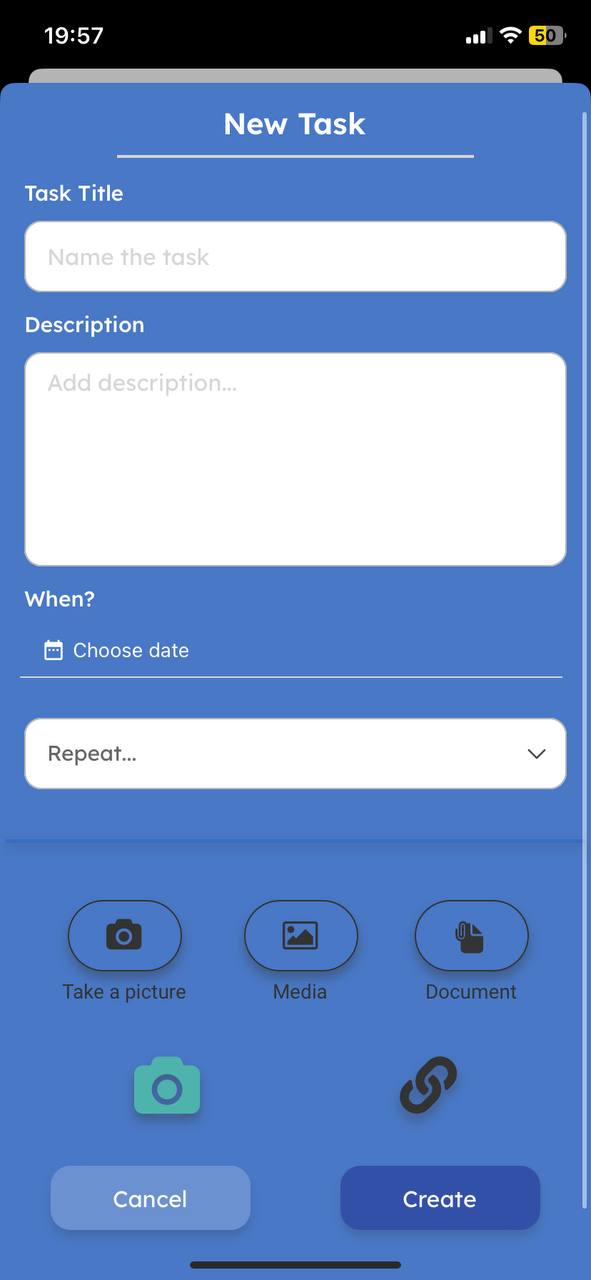 19:57
50
New Task
Task Title
Name the task
Description
Add description...
When?
Choose date
Repeat...
Take a picture
Media
Document
Cancel
Create